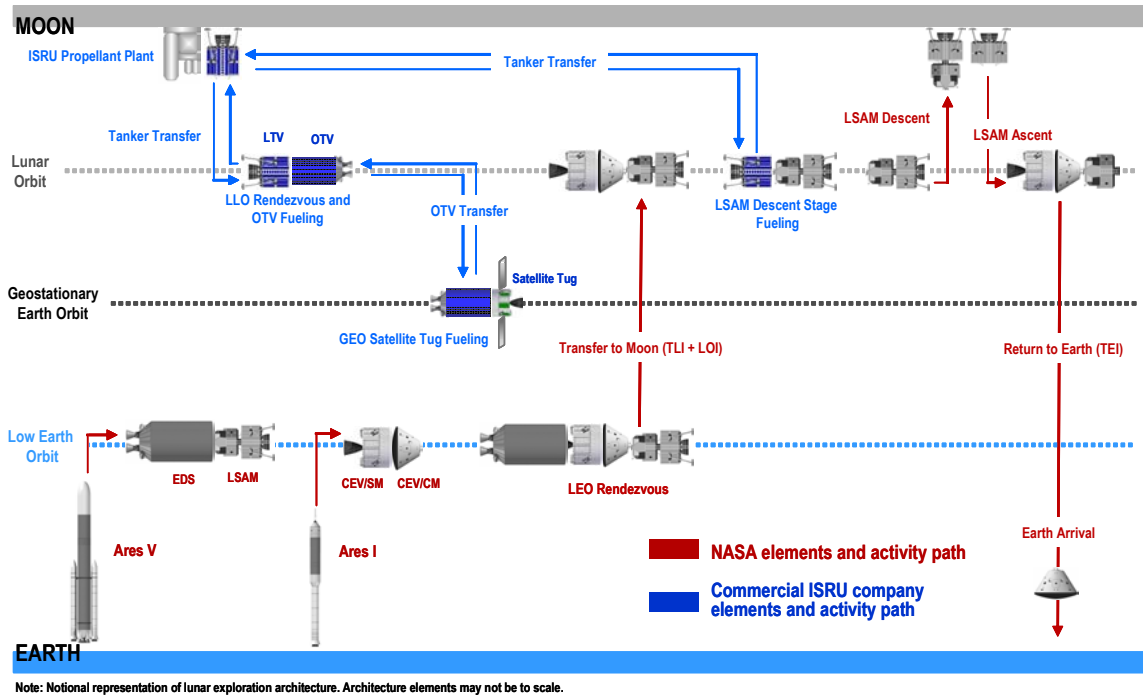 MOON
ISRU Propellant Plant
Tanker Transfer
LSAM Descent
LSAM Ascent
Tanker Transfer
LTV
OTV
Lunar
Orbit
LLO Rendezvous and
OTV Fueling
OTV Transfer
LSAM Descent Stage
Fueling
Satellite Tug
Geostationary
Earth Orbit
GEO Satellite Tug Fueling
Transfer to Moon (TLI + LOI)
Return to Earth (TEI)
Low Earth
Orbit
EDS
LSAM
CEV/SM
CEV/CM
LEO Rendezvous
Ares V
Ares I
NASA elements and activity path
Earth Arrival
Commercial ISRU company
elements and activity path
EARTH
Note: Notional representation of lunar exploration architecture. Architecture elements may not be to scale.